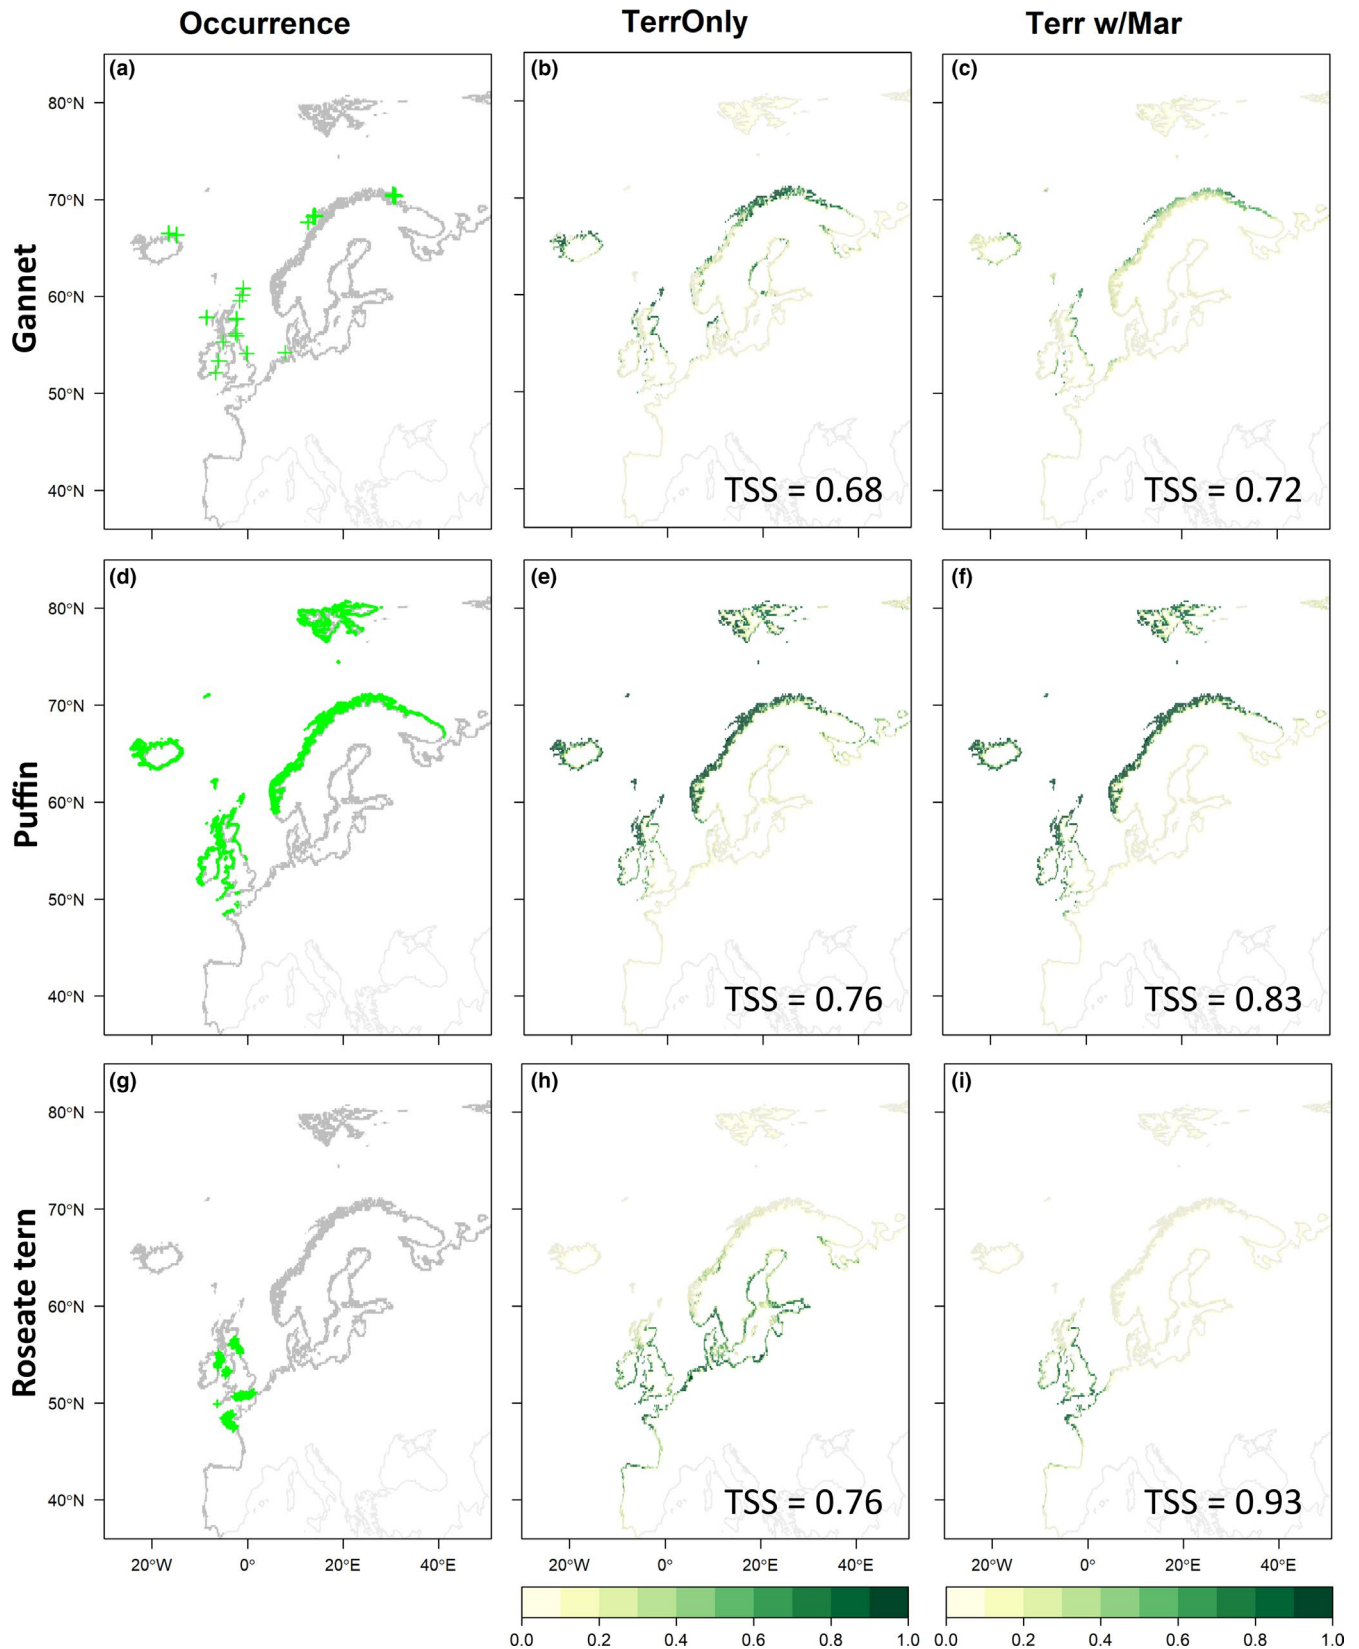 Occurrence TerrOnly Terr w/Mar
Gannet
(a) (b) (c)
80°N
70°N
60°N
50°N
40°N
TSS = 0.68 TSS = 0.72
Puffin
(d) (e) (f)
80°N
70°N
60°N
50°N
40°N
TSS = 0.76 TSS = 0.83
Roseate tern
(g) (h) (i)
80°N
70°N
60°N
50°N
40°N
TSS = 0.76 TSS = 0.93
20°W 0° 20°E 40°E 20°W 0° 20°E 40°E 20°W 0° 20°E 40°E
0.0 0.2 0.4 0.6 0.8 1.0 0.0 0.2 0.4 0.6 0.8 1.0